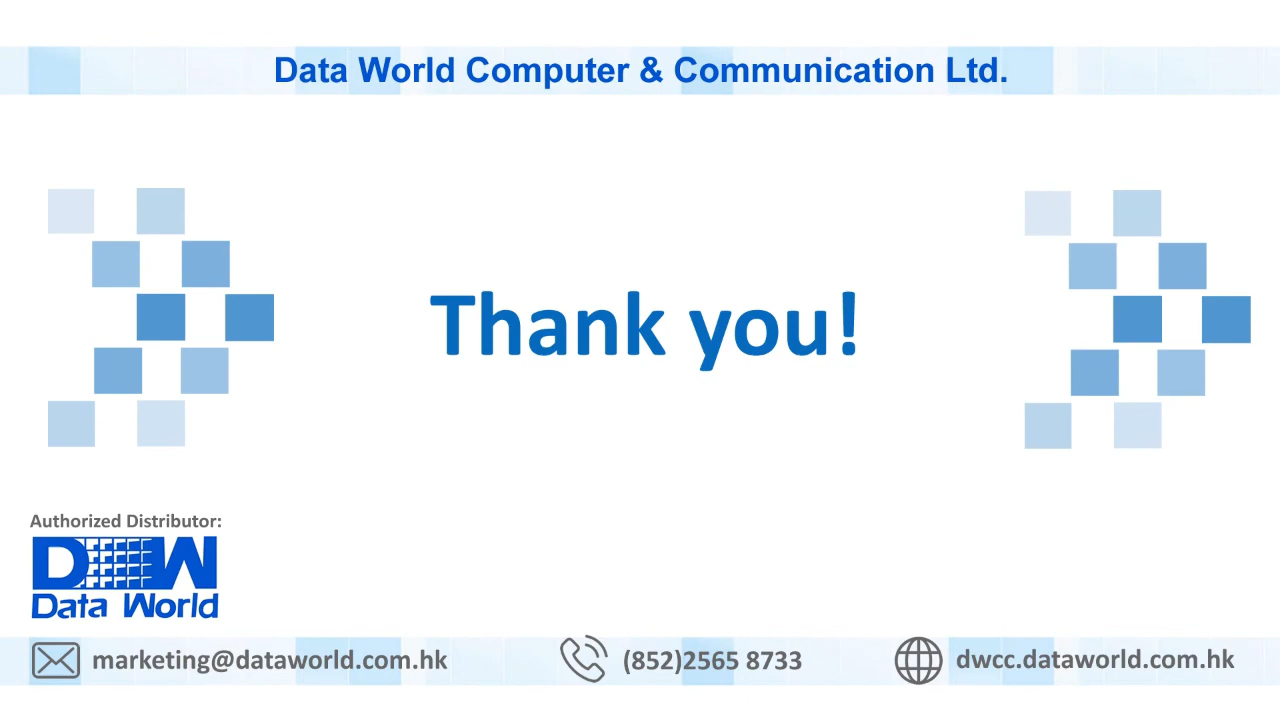 Data World Computer & Communication Ltd.
Thank you!
Authorized Distributor:
DW
Data World
marketing@dataworld.com.hk
(852)2565 8733
dwcc.dataworld.com.hk